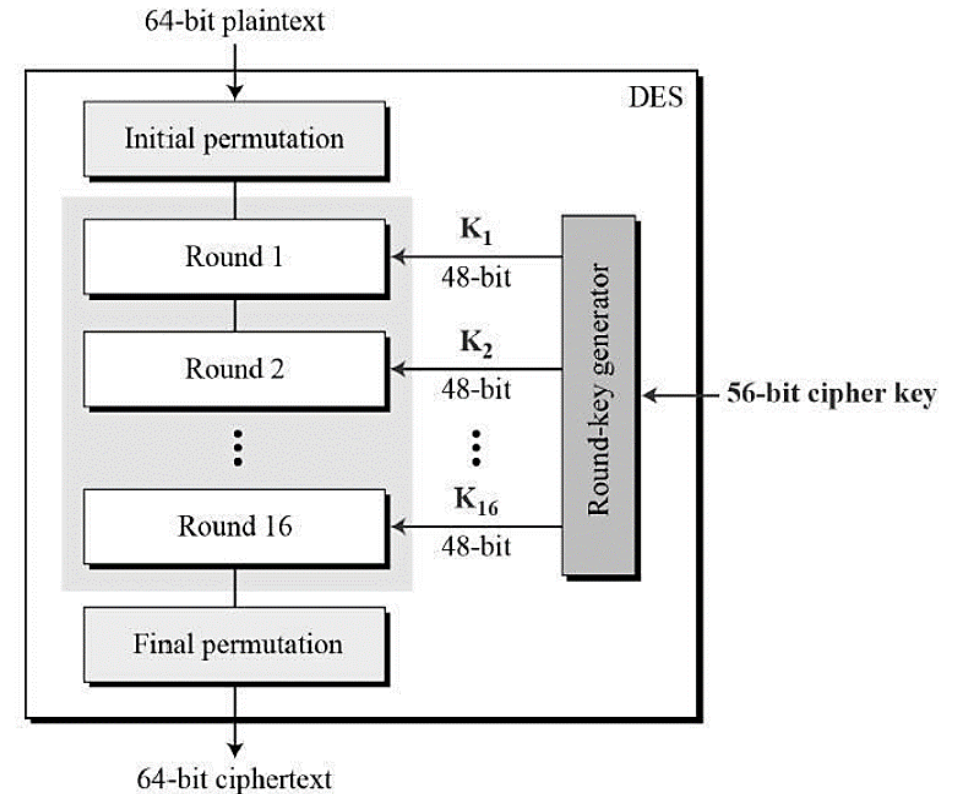 64-bit plaintext
DES
Initial permutation
Round 1
K1
48-bit
Round 2
K2
48-bit
Round-key generator
56-bit cipher key
Round 16
K16
48-bit
Final permutation
64-bit ciphertext